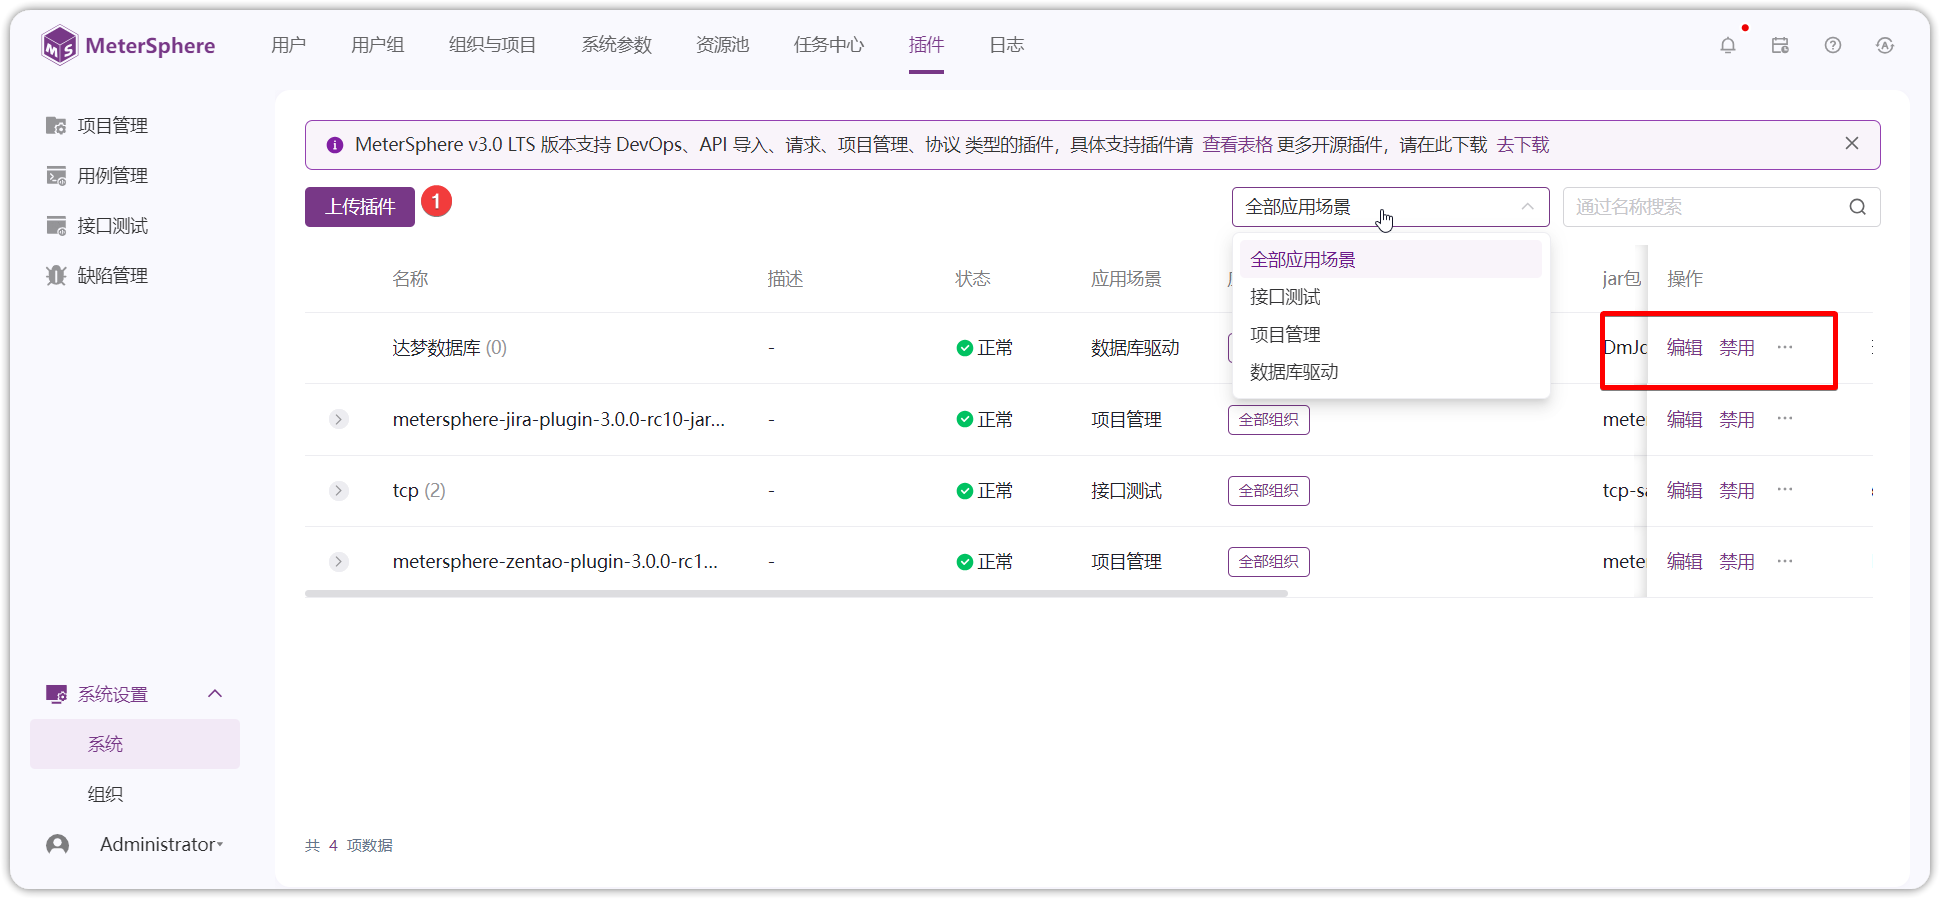 MeterSphere
用户 用户组 组织与项目 系统参数 资源池 任务中心 插件 日志
项目管理
用例管理
接口测试
缺陷管理
系统设置
系统
组织
Administrator
MeterSphere v3.0 LTS 版本支持 DevOps、API 导入、请求、项目管理、协议 类型的插件，具体支持插件请 查看表格 更多开源插件，请在此下载 去下载
上传插件 1 全部应用场景 通过名称搜索
全部应用场景
接口测试
项目管理
数据库驱动
名称 描述 状态 应用场景 jar包 操作
达梦数据库 (0) - 正常 数据库驱动 DmJc 编辑 禁用 ...
metersphere-jira-plugin-3.0.0-rc10-jar... - 正常 项目管理 全部组织 mete 编辑 禁用 ...
tcp (2) - 正常 接口测试 全部组织 tcp-sa 编辑 禁用 ...
metersphere-zentao-plugin-3.0.0-rc1... - 正常 项目管理 全部组织 mete 编辑 禁用 ...
共 4 项数据